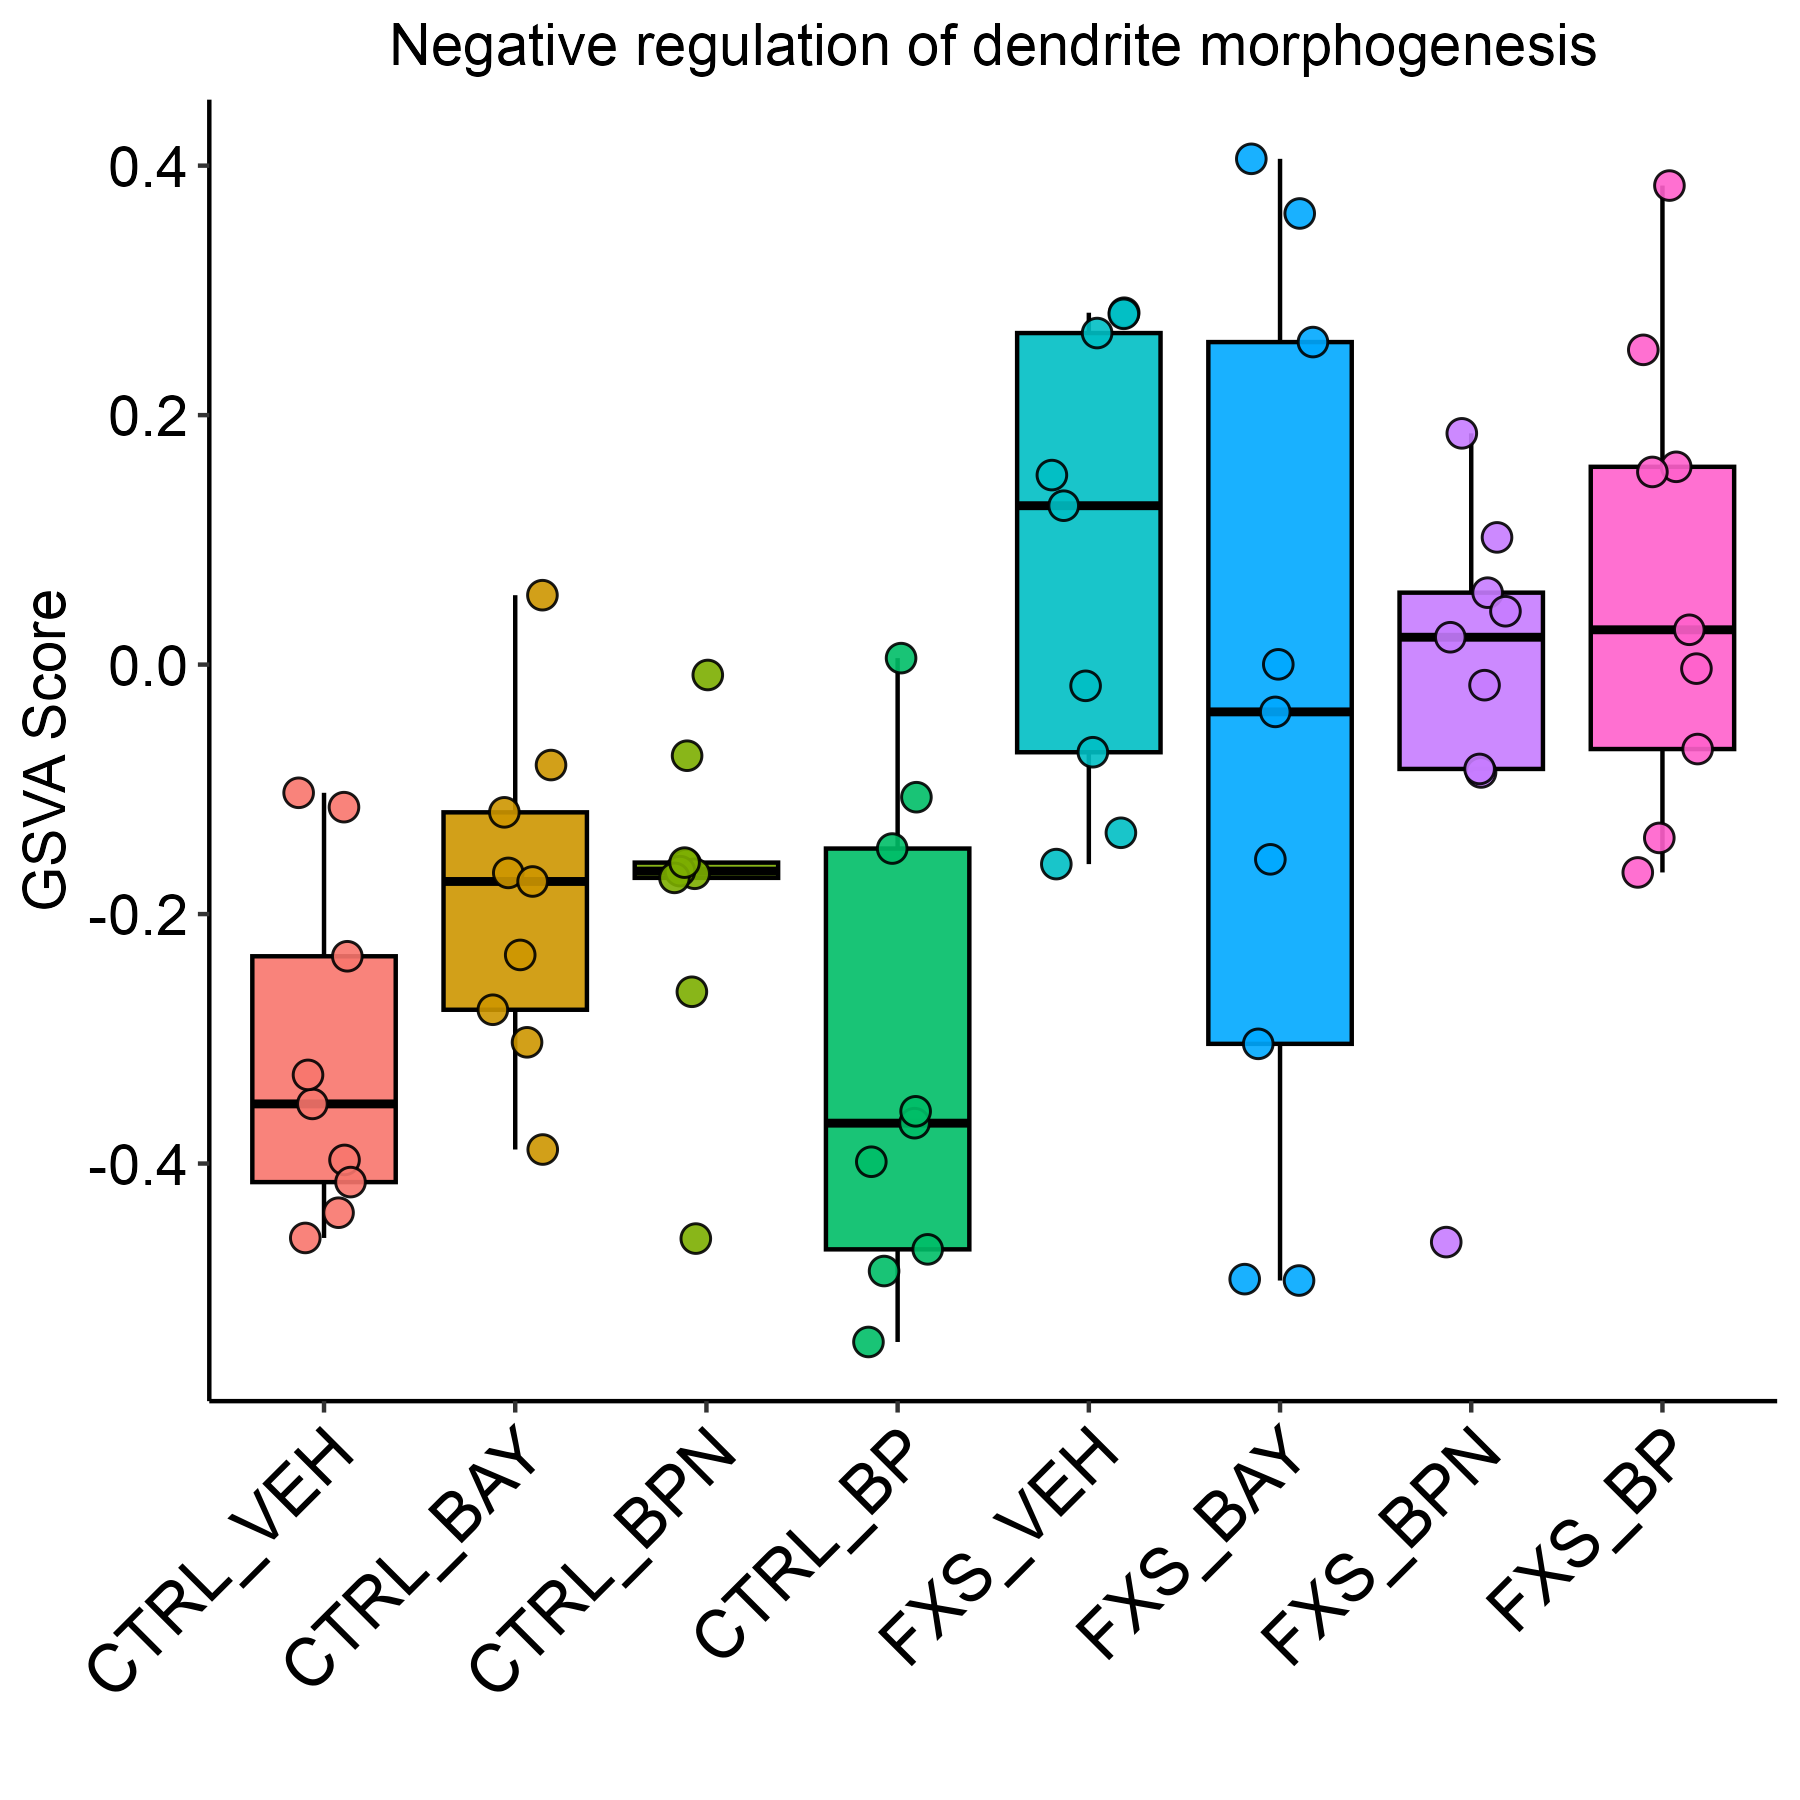 Negative regulation of dendrite morphogenesis
GSVA Score
0.4
0.2
0.0
-0.2
-0.4
CTRL_VEH
CTRL_BAY
CTRL_BPN
CTRL_BP
FXS_VEH
FXS_BAY
FXS_BPN
FXS_BP